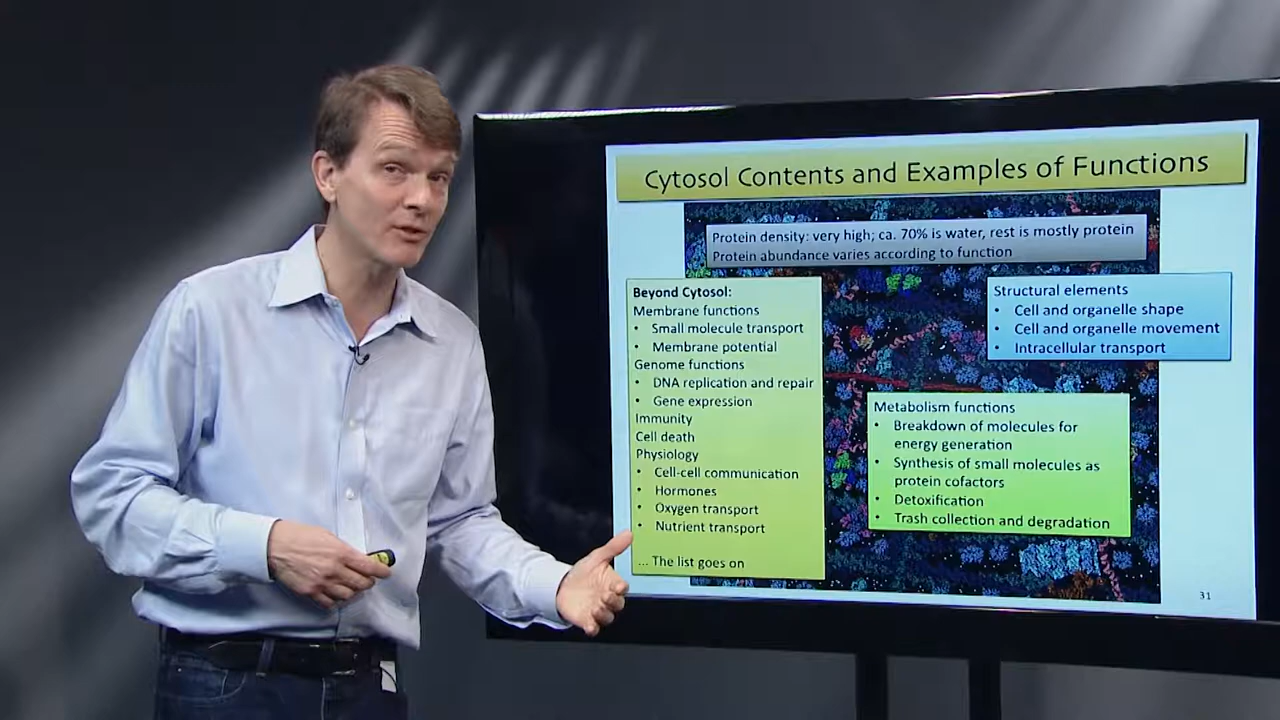 Cytosol Contents and Examples of Functions
Protein density: very high; ca. 70% is water, rest is mostly protein
Protein abundance varies according to function
Beyond Cytosol:
Membrane functions
• Small molecule transport
• Membrane potential
Genome functions
• DNA replication and repair
• Gene expression
Immunity
Cell death
Physiology
• Cell-cell communication
• Hormones
• Oxygen transport
• Nutrient transport
... The list goes on
Structural elements
• Cell and organelle shape
• Cell and organelle movement
• Intracellular transport
Metabolism functions
• Breakdown of molecules for
energy generation
• Synthesis of small molecules as
protein cofactors
• Detoxification
• Trash collection and degradation
31